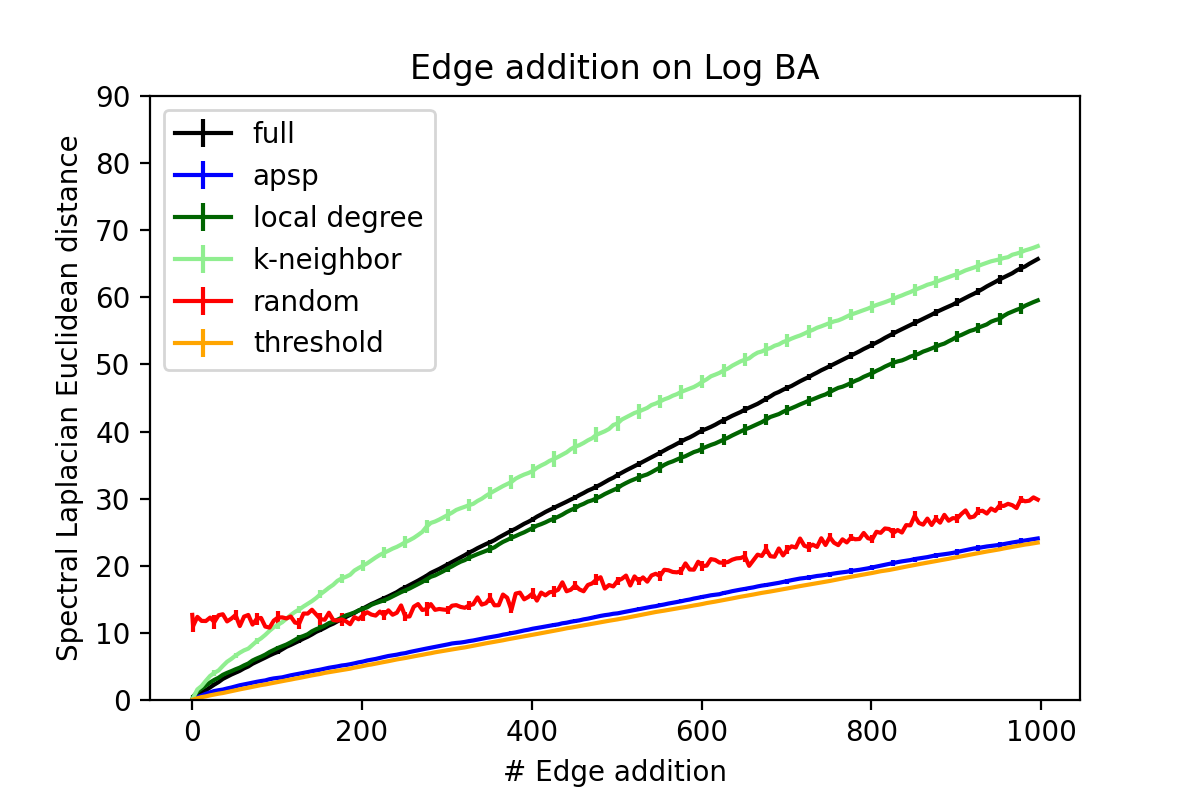 Edge addition on Log BA
Spectral Laplacian Euclidean distance
90
80
70
60
50
40
30
20
10
0
full
apsp
local degree
k-neighbor
random
threshold
0 200 400 600 800 1000
# Edge addition